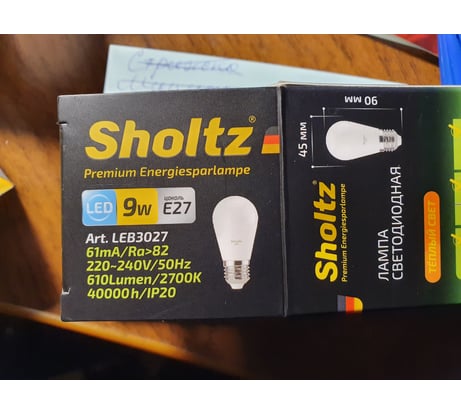 Sholtz®
Premium Energiesparlampe
LED 9W цоколь E27
Art. LEB3027
61mA/Ra>82
220~240V/50Hz
610Lumen/2700K
40000h/IP20
90 мм
45 мм
Sholtz®
Premium Energiesparlampe
ЛАМПА
СВЕТОДИОДНАЯ
ТЁПЛЫЙ СВЕТ